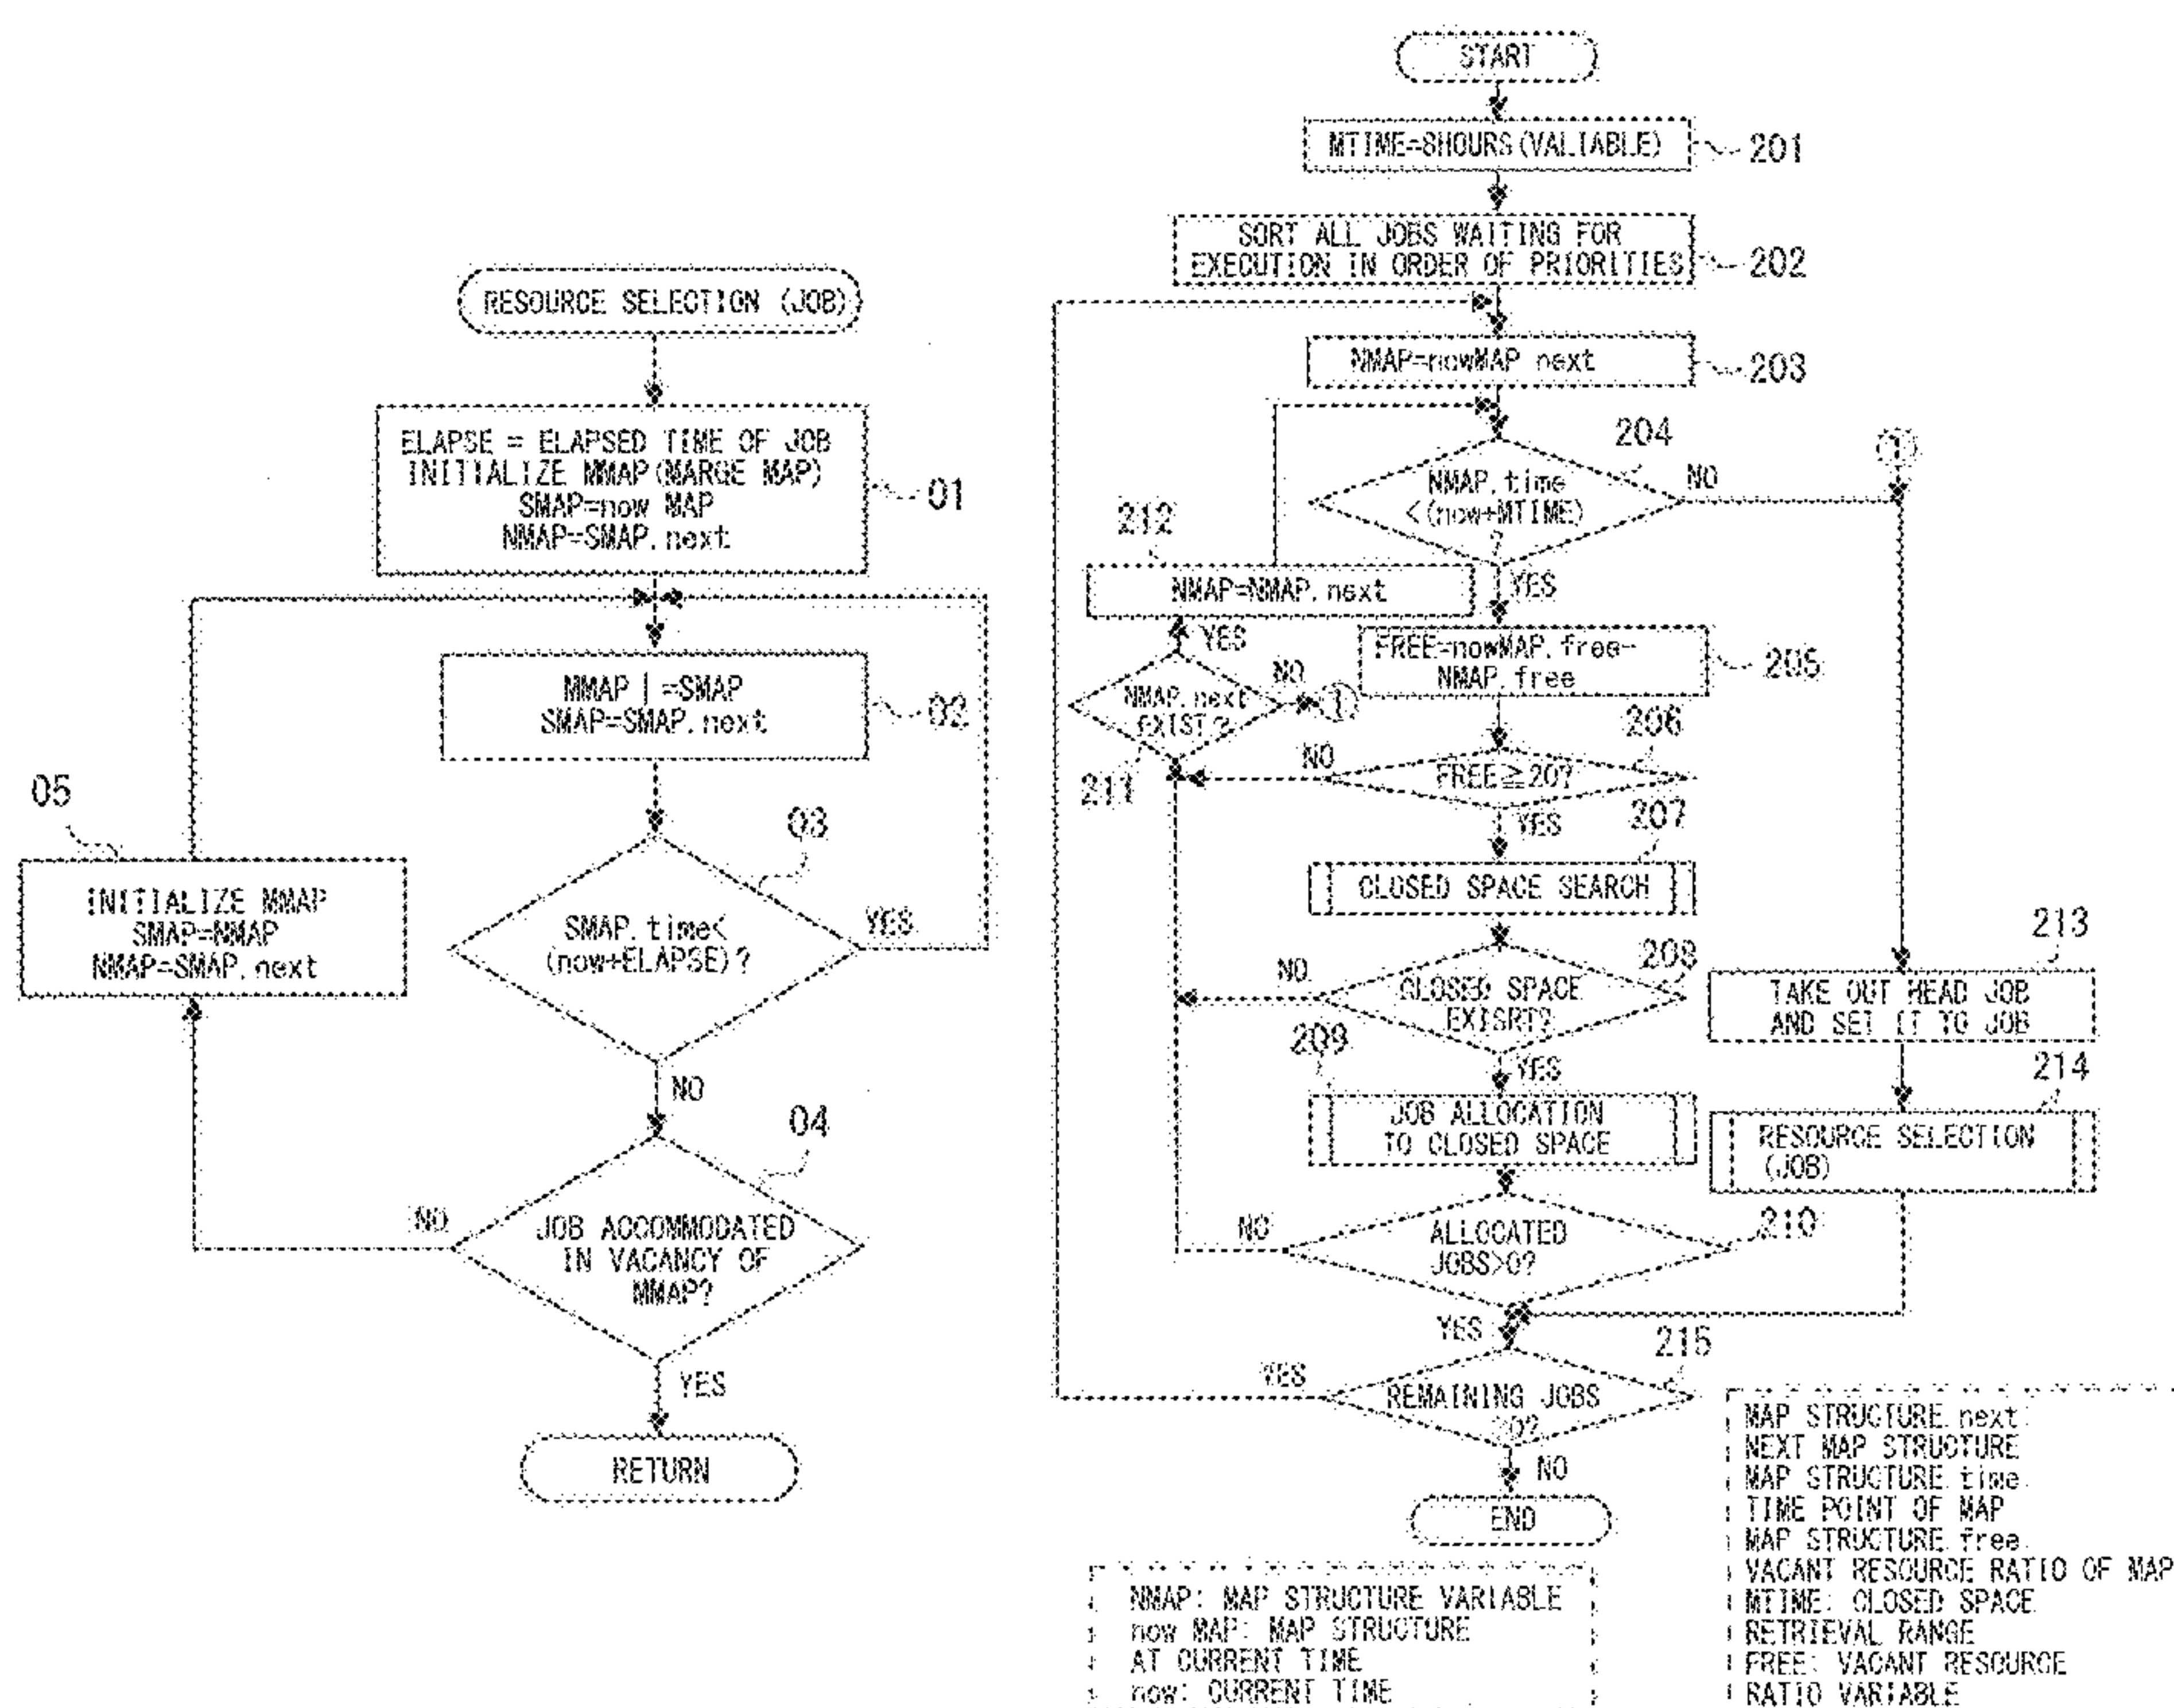 RESOURCE SELECTION (JOB)
ELAPSE = ELAPSED TIME OF JOB
INITIALIZE MMAP(MARGE MAP)
SMAP=now MAP
NMAP=SMAP.next
01
MMAP | =SMAP
SMAP=SMAP.next
02
03
SMAP.time<
(now+ELAPSE)?
YES
NO
04
JOB ACCOMMODATED
IN VACANCY OF
MMAP?
NO
YES
05
INITIALIZE MMAP
SMAP=NMAP
NMAP=SMAP.next
RETURN
START
MTIME=8HOURS(VALIABLE)
201
SORT ALL JOBS WAITING FOR
EXECUTION IN ORDER OF PRIORITIES
202
NMAP=nowMAP next
203
204
NMAP.time
<(now+MTIME)
?
NO
1
YES
212
NMAP=NMAP.next
YES
NMAP.next
EXIST?
NO
1
211
FREE=nowMAP.free-
NMAP.free
205
206
FREE≧20?
NO
YES
207
CLOSED SPACE SEARCH
208
CLOSED SPACE
EXISRT?
NO
YES
209
JOB ALLOCATION
TO CLOSED SPACE
210
ALLOCATED
JOBS>0?
NO
YES
213
TAKE OUT HEAD JOB
AND SET IT TO JOB
214
RESOURCE SELECTION
(JOB)
215
REMAINING JOBS
>0?
YES
NO
END
NMAP: MAP STRUCTURE VARIABLE
now MAP: MAP STRUCTURE
AT CURRENT TIME
now: CURRENT TIME
MAP STRUCTURE.next:
NEXT MAP STRUCTURE
MAP STRUCTURE.time:
TIME POINT OF MAP
MAP STRUCTURE.free:
VACANT RESOURCE RATIO OF MAP
MTIME: CLOSED SPACE
RETRIEVAL RANGE
FREE: VACANT RESOURCE
RATIO VARIABLE